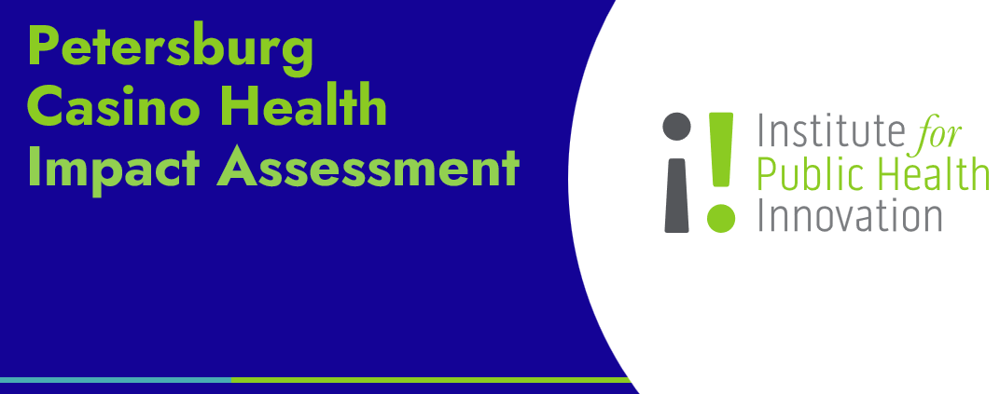 Petersburg
Casino Health
Impact Assessment
Institute for
Public Health
Innovation